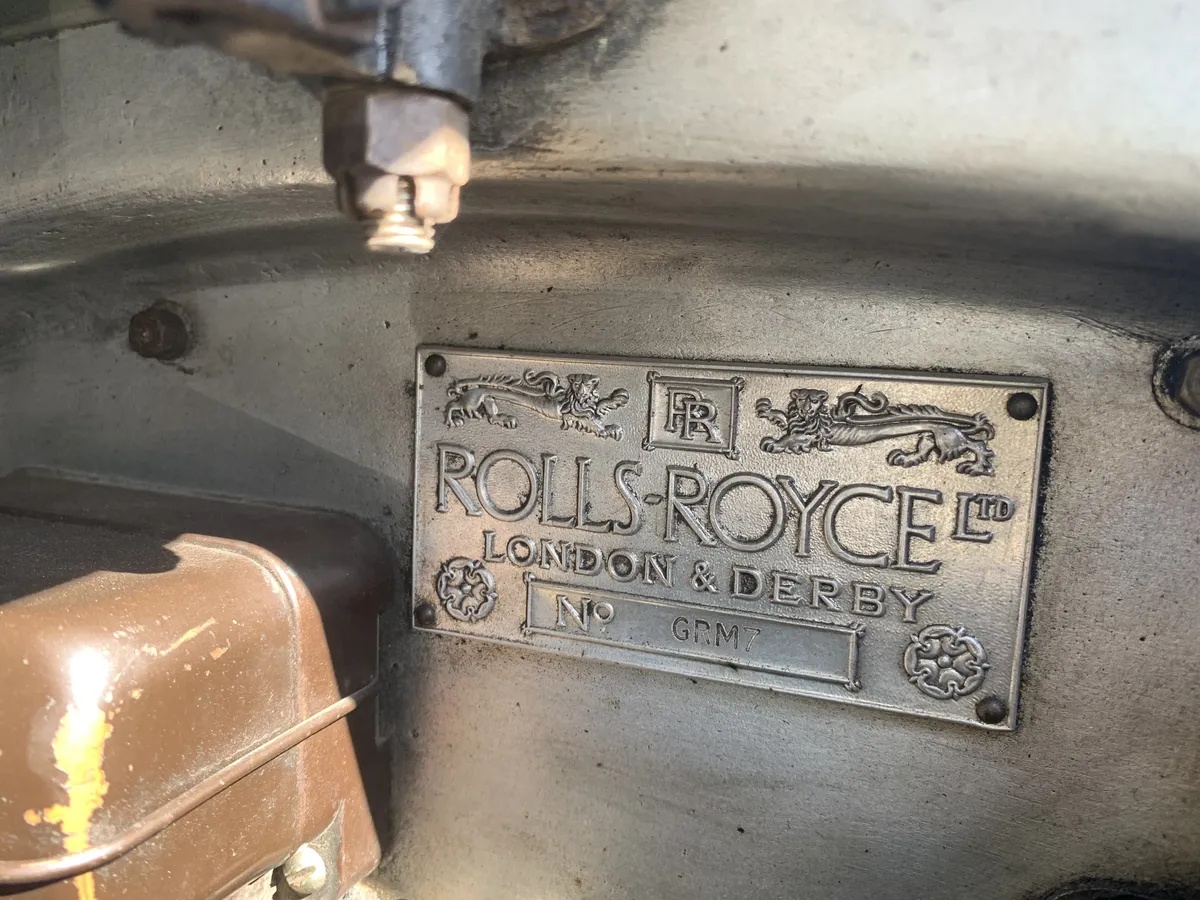 RR
ROLLS-ROYCE LTD
LONDON & DERBY
Nº GRM7